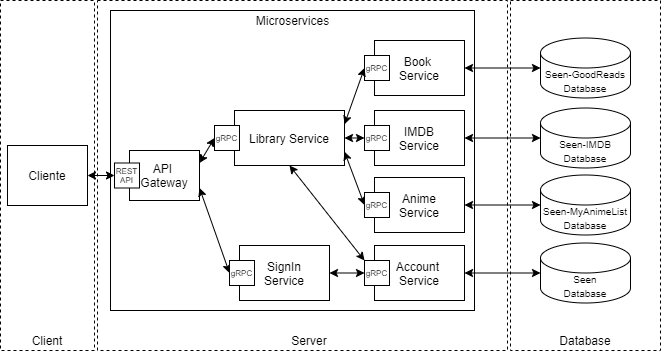 Microservices
Book
Service
gRPC
Seen-GoodReads
Database
Library Service
gRPC
IMDB
Service
gRPC
Seen-IMDB
Database
Cliente
REST
API
API
Gateway
Anime
Service
gRPC
Seen-MyAnimeList
Database
SignIn
Service
gRPC
Account
Service
gRPC
Seen
Database
Client
Server
Database